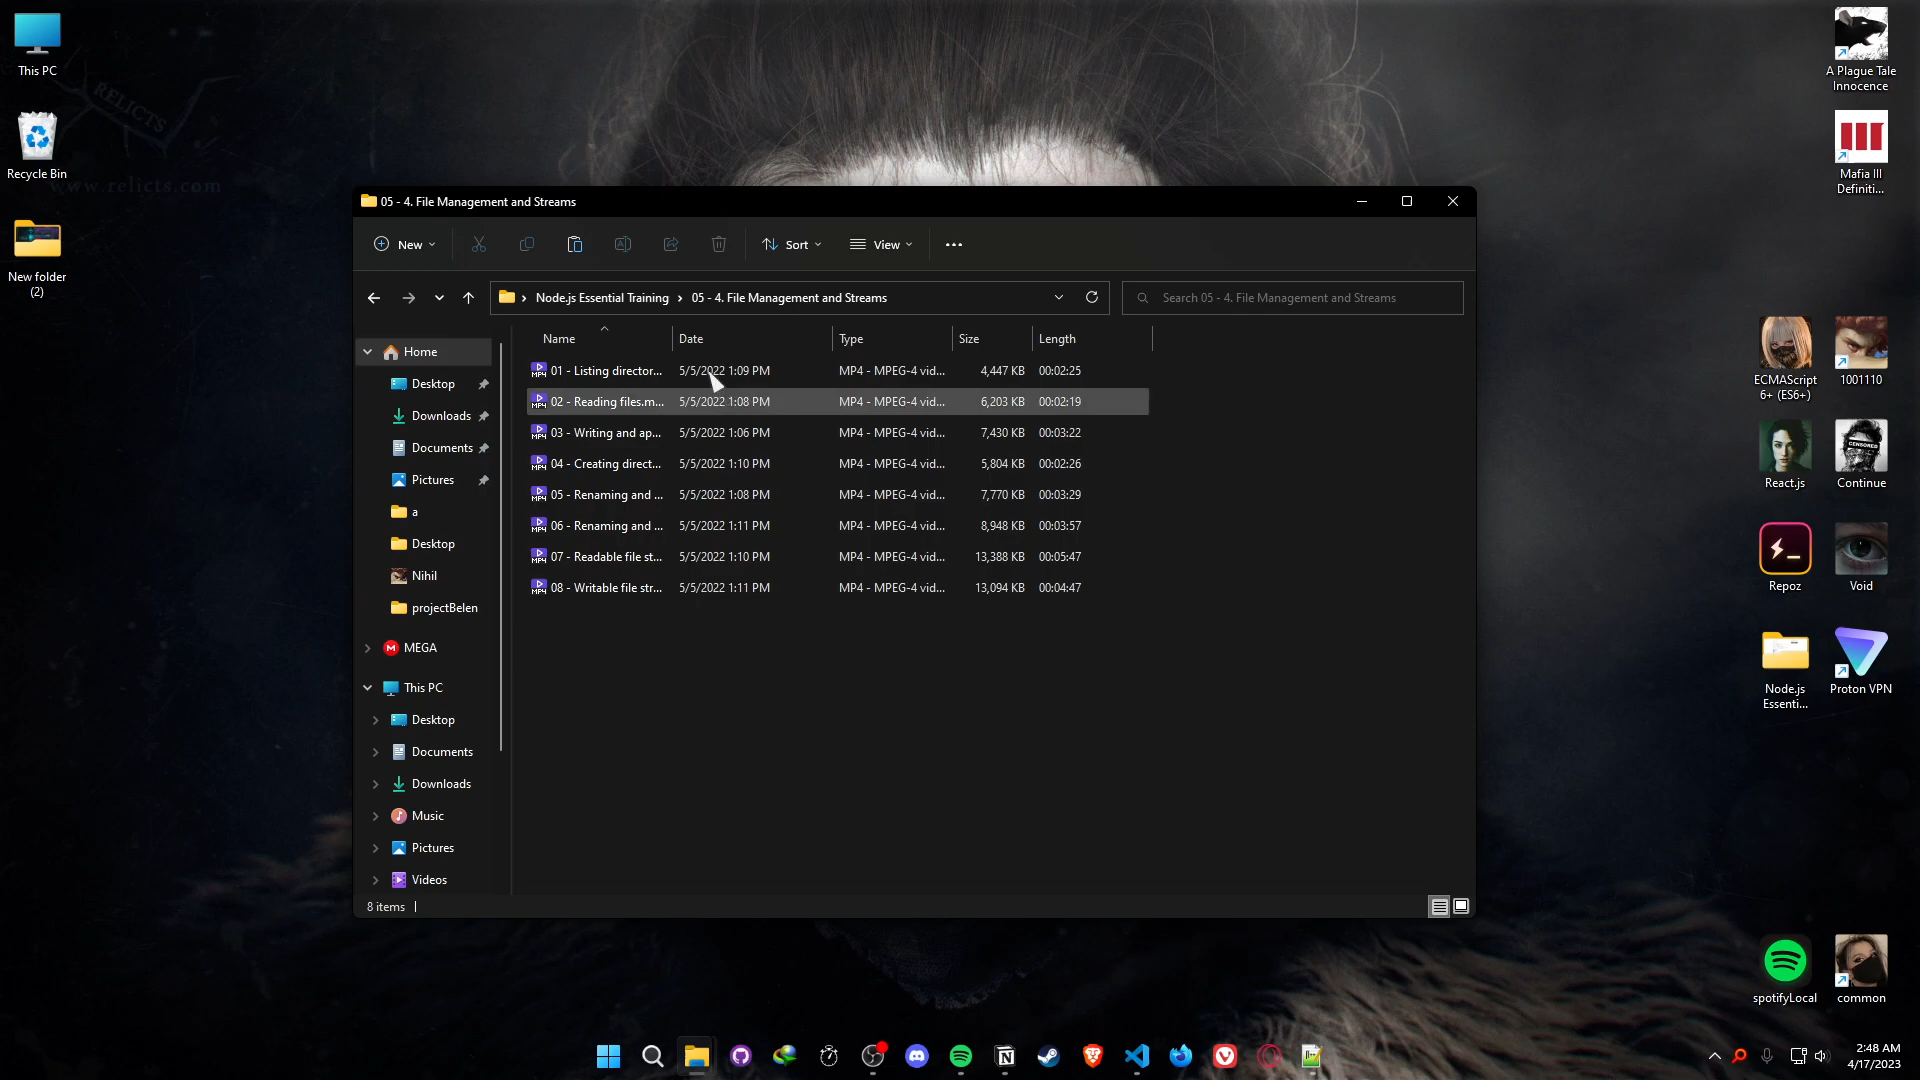 This PC
A Plague Tale
Innocence
RELICTS
Recycle Bin
www.relicts.com
Mafia III
Definiti...
New folder
(2)
05 - 4. File Management and Streams
New
Sort
View
Node.js Essential Training
05 - 4. File Management and Streams
Search 05 - 4. File Management and Streams
Name Date Type Size Length
01 - Listing director... 5/5/2022 1:09 PM MP4 - MPEG-4 vid... 4,447 KB 00:02:25
02 - Reading files.m... 5/5/2022 1:08 PM MP4 - MPEG-4 vid... 6,203 KB 00:02:19
03 - Writing and ap... 5/5/2022 1:06 PM MP4 - MPEG-4 vid... 7,430 KB 00:03:22
04 - Creating direct... 5/5/2022 1:10 PM MP4 - MPEG-4 vid... 5,804 KB 00:02:26
05 - Renaming and ... 5/5/2022 1:08 PM MP4 - MPEG-4 vid... 7,770 KB 00:03:29
06 - Renaming and ... 5/5/2022 1:11 PM MP4 - MPEG-4 vid... 8,948 KB 00:03:57
07 - Readable file st... 5/5/2022 1:10 PM MP4 - MPEG-4 vid... 13,388 KB 00:05:47
08 - Writable file str... 5/5/2022 1:11 PM MP4 - MPEG-4 vid... 13,094 KB 00:04:47
Home
Desktop
Downloads
Documents
Pictures
a
Desktop
Nihil
projectBelen
MEGA
This PC
Desktop
Documents
Downloads
Music
Pictures
Videos
8 items
ECMAScript
6+ (ES6+)
1001110
React.js
CENSORED
Continue
Repoz
Void
Node.js
Essenti...
Proton VPN
spotifyLocal
common
2:48 AM
4/17/2023